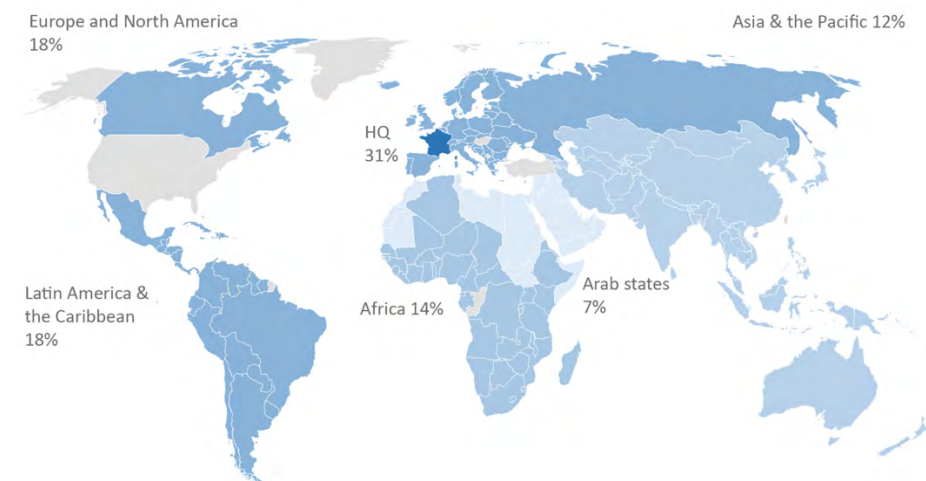 Europe and North America
18%
Asia & the Pacific 12%
HQ
31%
Latin America &
the Caribbean
18%
Africa 14%
Arab states
7%